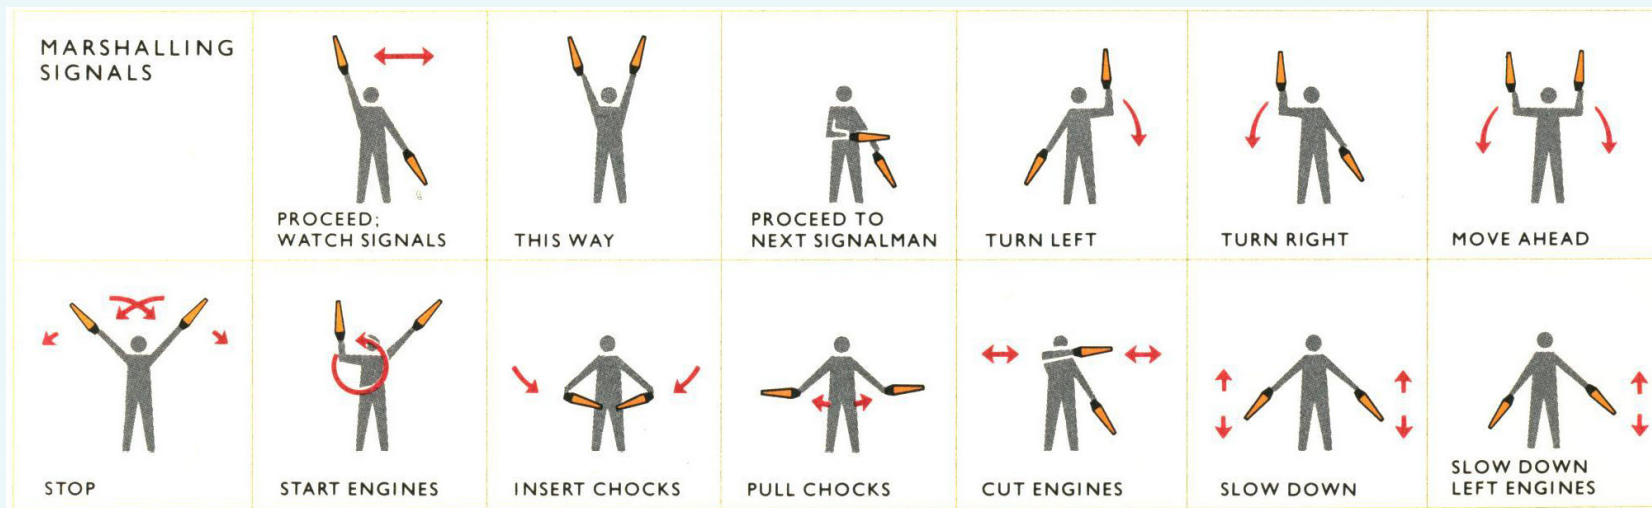 MARSHALLING
SIGNALS
PROCEED;
WATCH SIGNALS
THIS WAY
PROCEED TO
NEXT SIGNALMAN
TURN LEFT
TURN RIGHT
MOVE AHEAD
STOP
START ENGINES
INSERT CHOCKS
PULL CHOCKS
CUT ENGINES
SLOW DOWN
SLOW DOWN
LEFT ENGINES